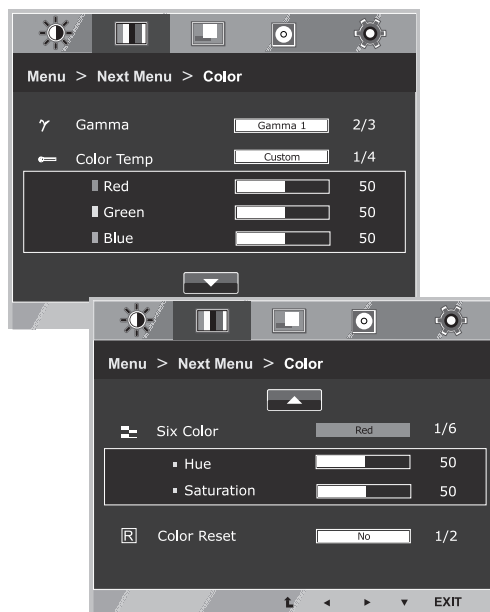 Menu > Next Menu > Color
γ Gamma Gamma 1 2/3
Color Temp Custom 1/4
Red 50
Green 50
Blue 50
Menu > Next Menu > Color
Six Color Red 1/6
Hue 50
Saturation 50
R Color Reset No 1/2
EXIT